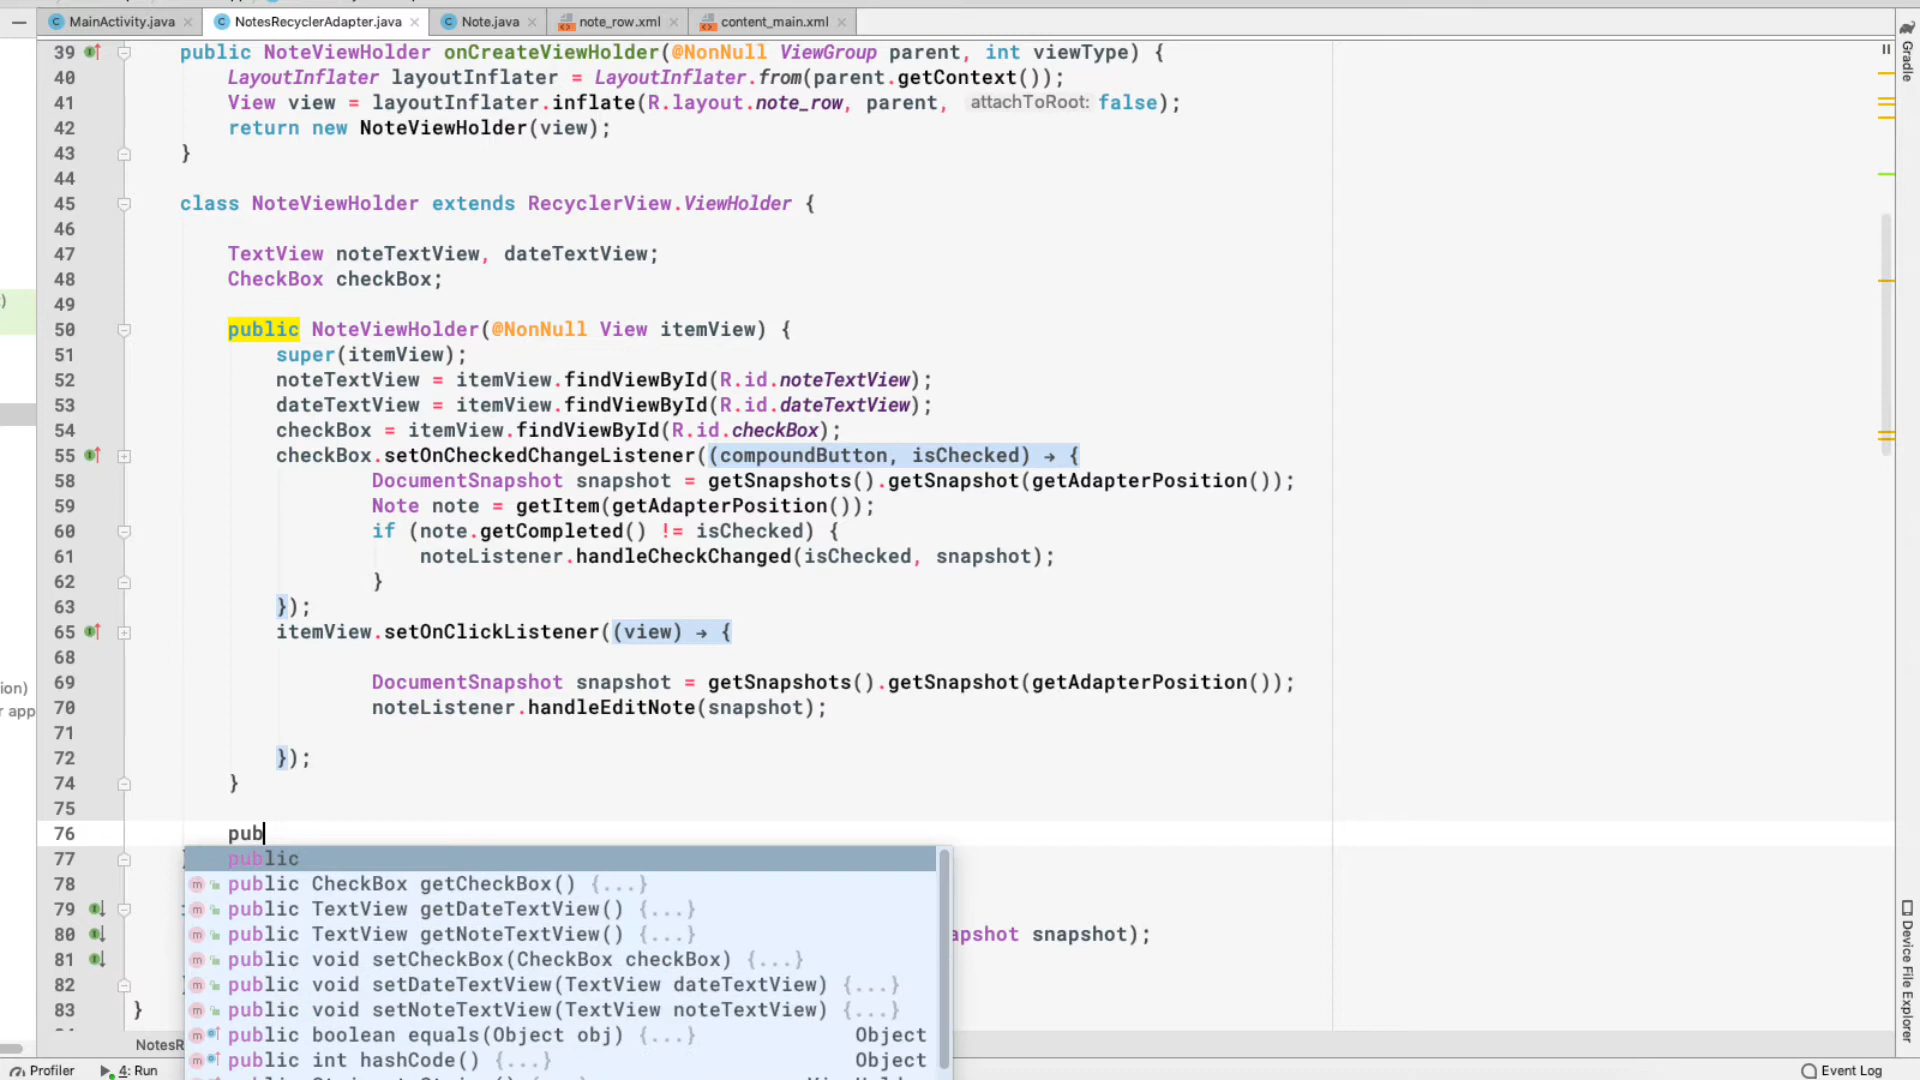 MainActivity.java
NotesRecyclerAdapter.java
Note.java
note_row.xml
content_main.xml
39 public NoteViewHolder onCreateViewHolder(@NonNull ViewGroup parent, int viewType) {
40 LayoutInflater layoutInflater = LayoutInflater.from(parent.getContext());
41 View view = layoutInflater.inflate(R.layout.note_row, parent, attachToRoot: false);
42 return new NoteViewHolder(view);
43 }
44
45 class NoteViewHolder extends RecyclerView.ViewHolder {
46
47 TextView noteTextView, dateTextView;
48 CheckBox checkBox;
49
50 public NoteViewHolder(@NonNull View itemView) {
51 super(itemView);
52 noteTextView = itemView.findViewById(R.id.noteTextView);
53 dateTextView = itemView.findViewById(R.id.dateTextView);
54 checkBox = itemView.findViewById(R.id.checkBox);
55 checkBox.setOnCheckedChangeListener((compoundButton, isChecked) → {
58 DocumentSnapshot snapshot = getSnapshots().getSnapshot(getAdapterPosition());
59 Note note = getItem(getAdapterPosition());
60 if (note.getCompleted() != isChecked) {
61 noteListener.handleCheckChanged(isChecked, snapshot);
62 }
63 });
65 itemView.setOnClickListener((view) → {
68
69 DocumentSnapshot snapshot = getSnapshots().getSnapshot(getAdapterPosition());
70 noteListener.handleEditNote(snapshot);
71
72 });
74 }
75
76 pub
77 public
78 public CheckBox getCheckBox() {...}
79 public TextView getDateTextView() {...}
80 public TextView getNoteTextView() {...} apshot snapshot);
81 public void setCheckBox(CheckBox checkBox) {...}
82 public void setDateTextView(TextView dateTextView) {...}
83 } public void setNoteTextView(TextView noteTextView) {...}
public boolean equals(Object obj) {...} Object
public int hashCode() {...} Object
NotesR
)
ion)
r app
Gradle
Device File Explorer
Profiler
4: Run
Event Log